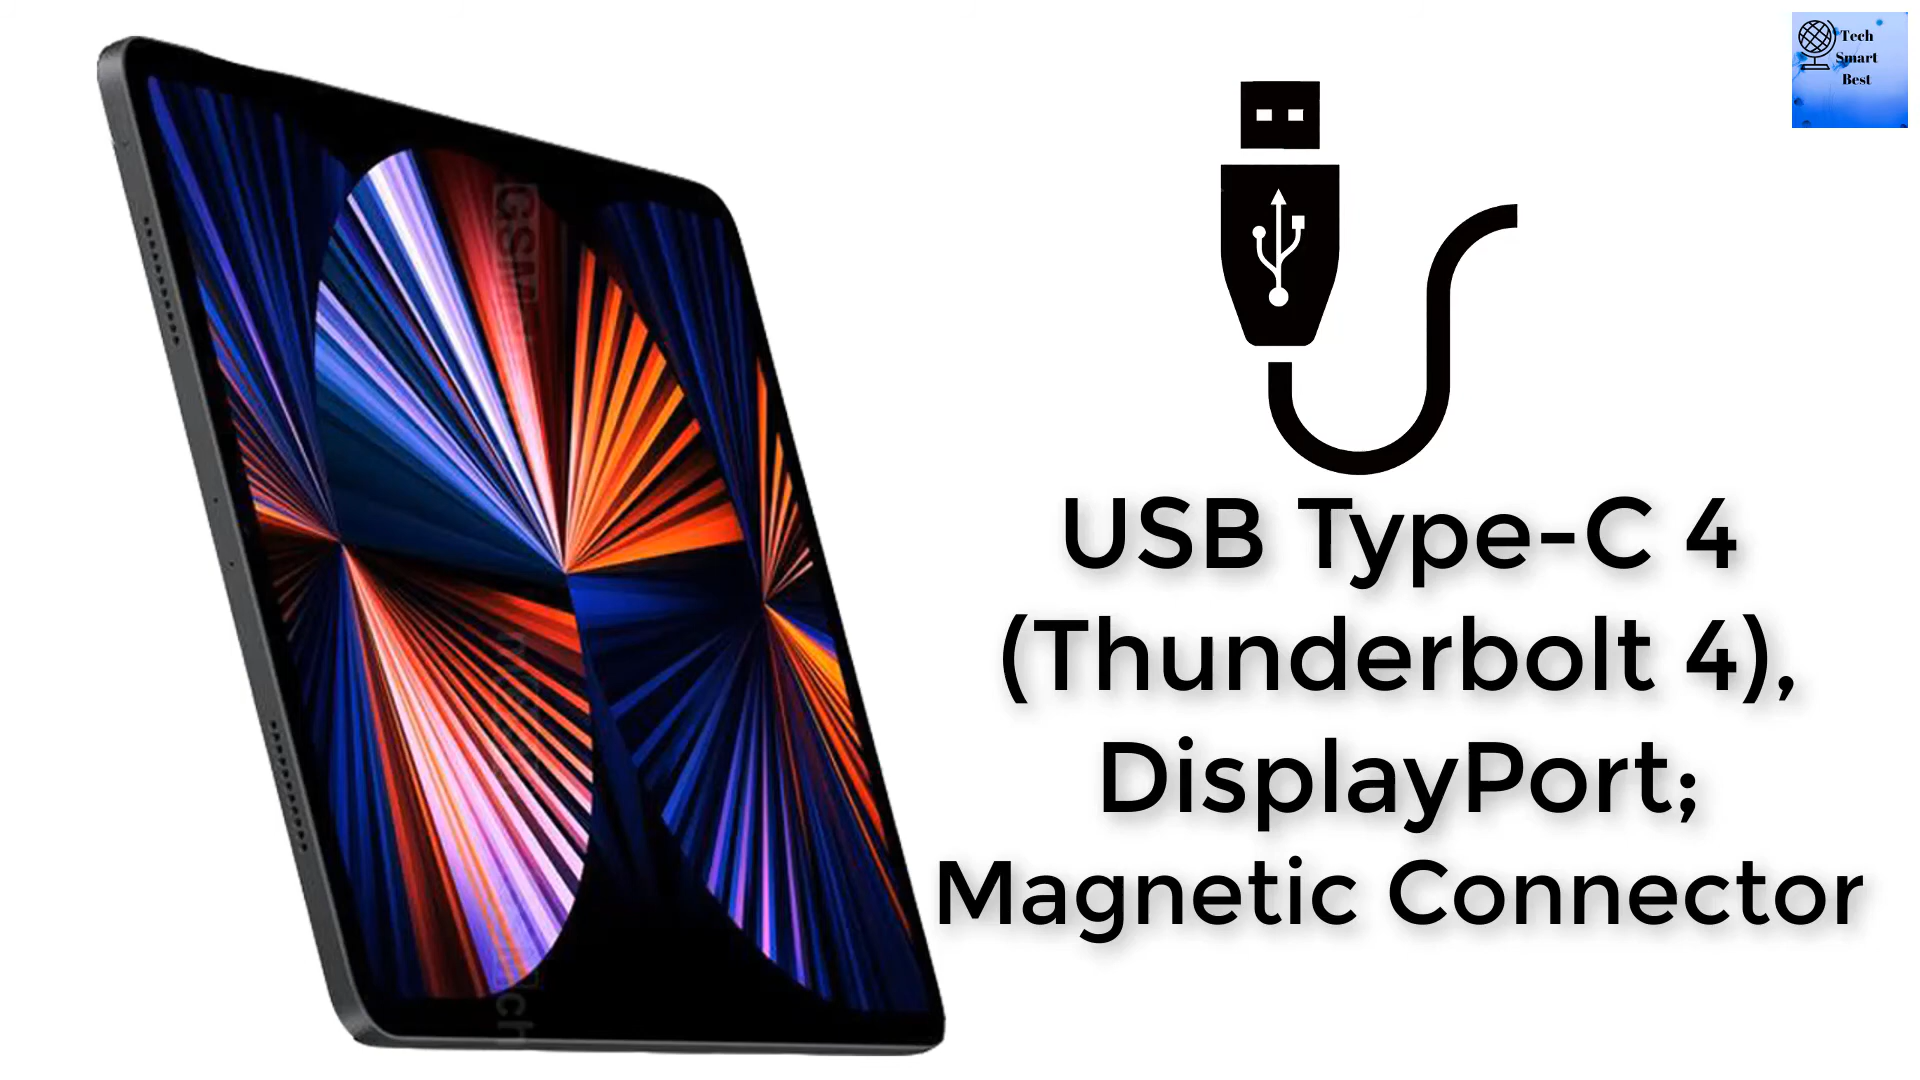 Tech
Smart
Best
USB Type-C 4
(Thunderbolt 4),
DisplayPort;
Magnetic Connector